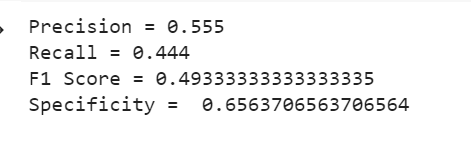 Precision = 0.555
Recall = 0.444
F1 Score = 0.49333333333333335
Specificity =  0.6563706563706564